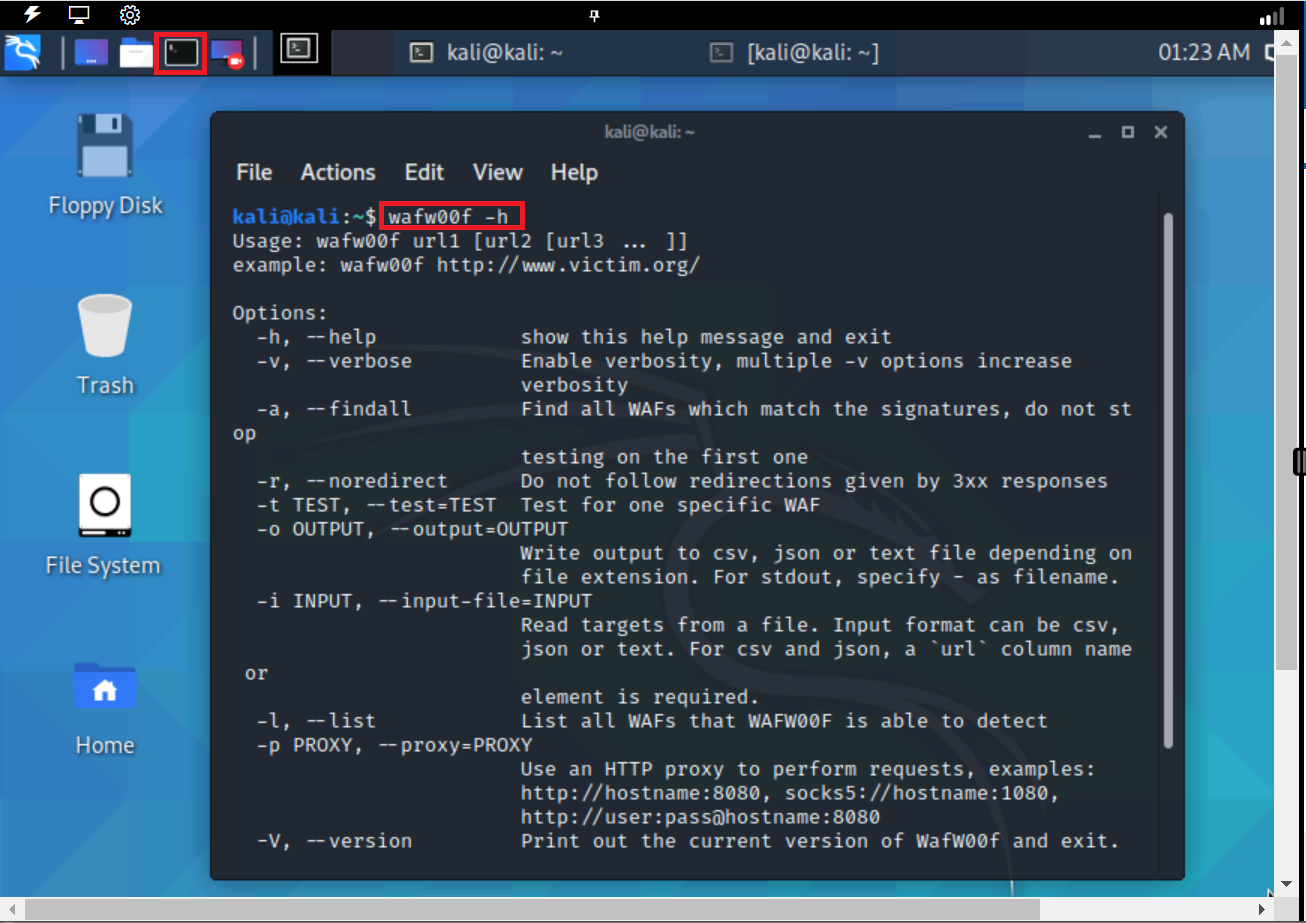 kali@kali: ~
[kali@kali: ~]
01:23 AM
Floppy Disk
Trash
File System
Home
kali@kali: ~
File Actions Edit View Help
kali@kali:~$ wafw00f -h
Usage: wafw00f url1 [url2 [url3 ... ]]
example: wafw00f http://www.victim.org/
Options:
-h, --help show this help message and exit
-v, --verbose Enable verbosity, multiple -v options increase
verbosity
-a, --findall Find all WAFs which match the signatures, do not st
op
testing on the first one
-r, --noredirect Do not follow redirections given by 3xx responses
-t TEST, --test=TEST Test for one specific WAF
-o OUTPUT, --output=OUTPUT
Write output to csv, json or text file depending on
file extension. For stdout, specify - as filename.
-i INPUT, --input-file=INPUT
Read targets from a file. Input format can be csv,
json or text. For csv and json, a `url` column name
or
element is required.
-l, --list List all WAFs that WAFW00F is able to detect
-p PROXY, --proxy=PROXY
Use an HTTP proxy to perform requests, examples:
http://hostname:8080, socks5://hostname:1080,
http://user:pass@hostname:8080
-V, --version Print out the current version of WafW00f and exit.